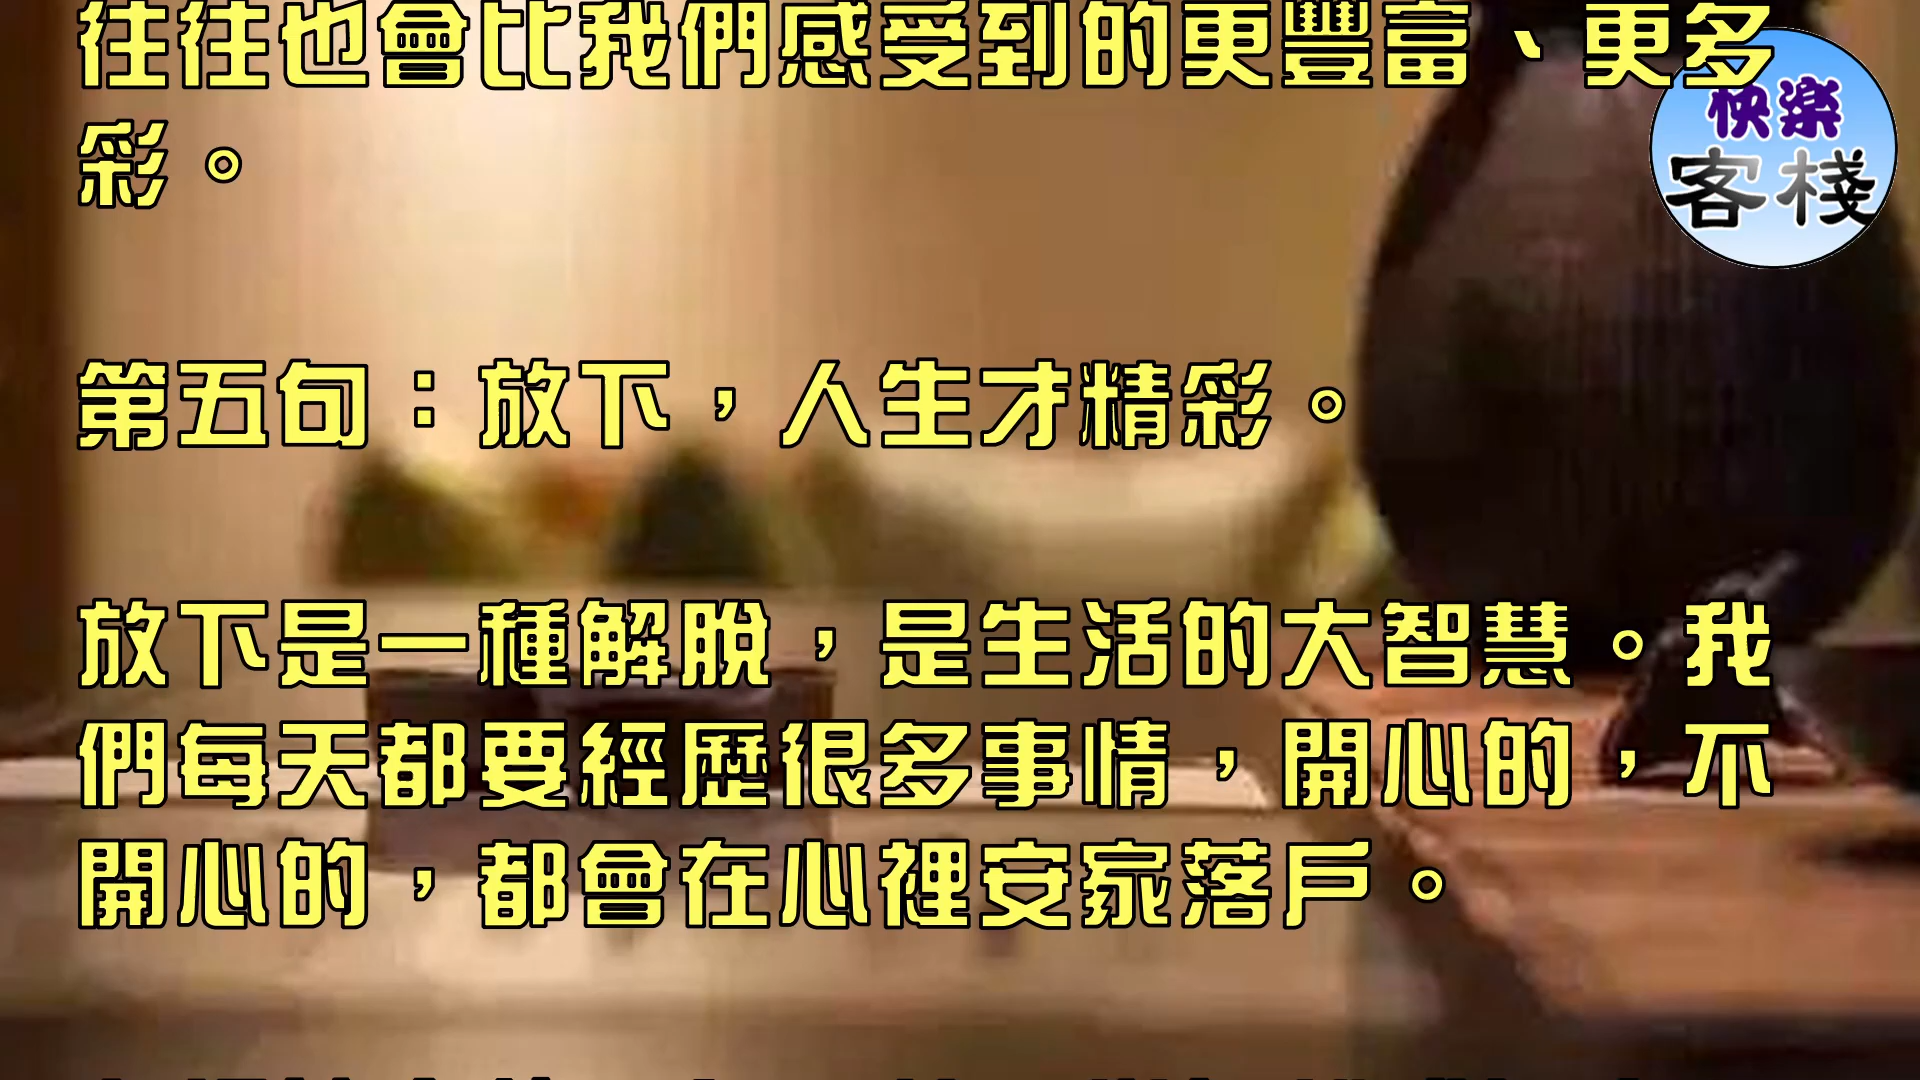 往往也會比我們感受到的更豐富、更多
彩。
快楽
客棧
第五句：放下，人生才精彩。
放下是一種解脫，是生活的大智慧。我
們每天都要經歷很多事情，開心的，不
開心的，都會在心裡安家落戶。